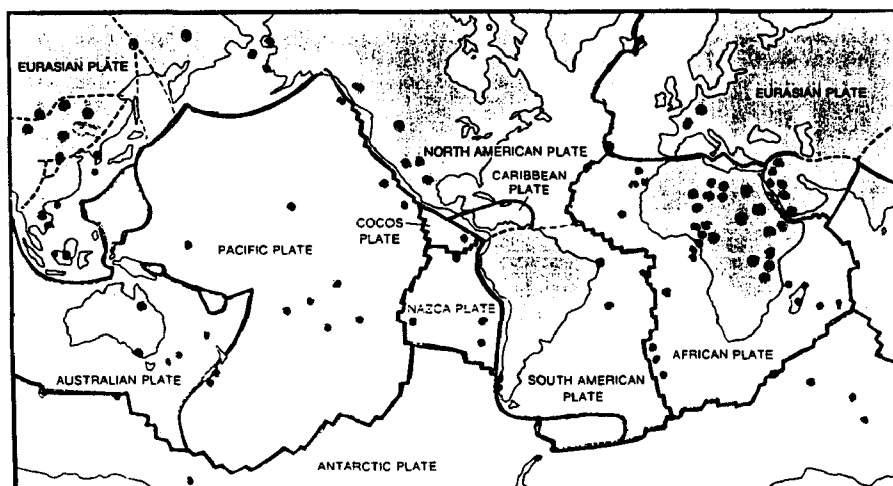 EURASIAN PLATE
EURASIAN PLATE
NORTH AMERICAN PLATE
CARIBBEAN
PLATE
COCOS
PLATE
PACIFIC PLATE
NAZCA PLATE
AUSTRALIAN PLATE
SOUTH AMERICAN
PLATE
AFRICAN PLATE
ANTARCTIC PLATE